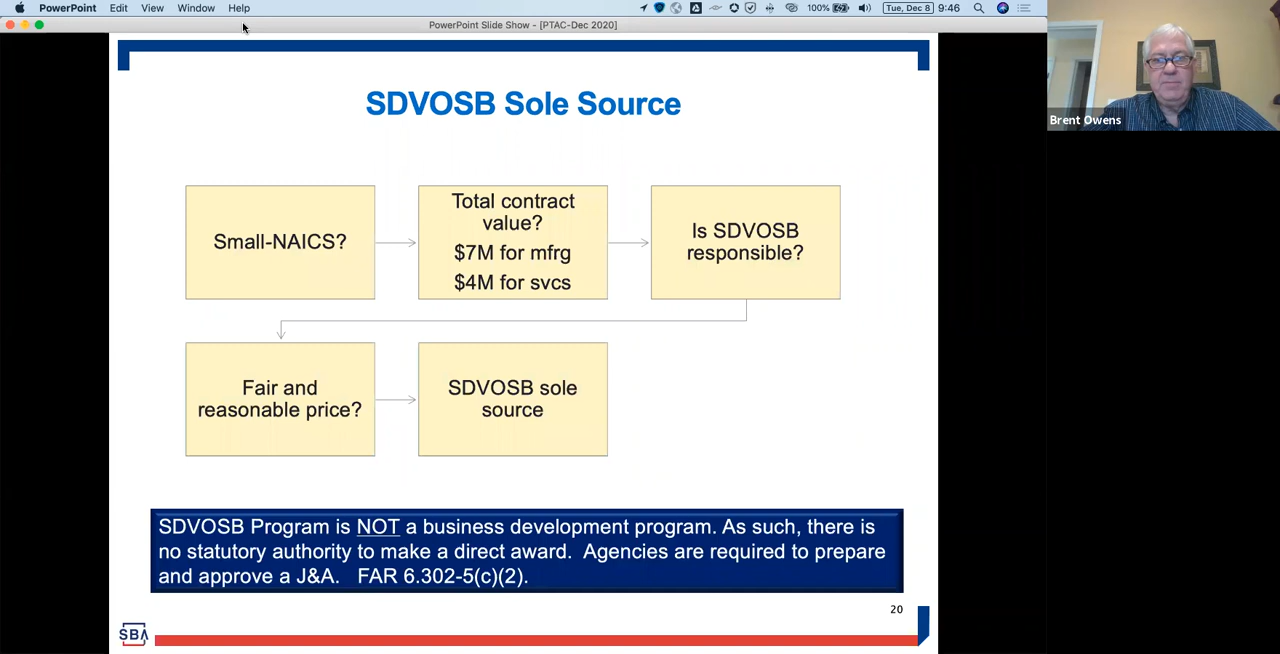 PowerPoint Edit View Window Help
100% Tue, Dec 8 9:46
PowerPoint Slide Show - [PTAC-Dec 2020]
Brent Owens
SDVOSB Sole Source
Small-NAICS?
Total contract
value?
$7M for mfrg
$4M for svcs
Is SDVOSB
responsible?
Fair and
reasonable price?
SDVOSB sole
source
SDVOSB Program is NOT a business development program. As such, there is
no statutory authority to make a direct award. Agencies are required to prepare
and approve a J&A. FAR 6.302-5(c)(2).
20
SBA